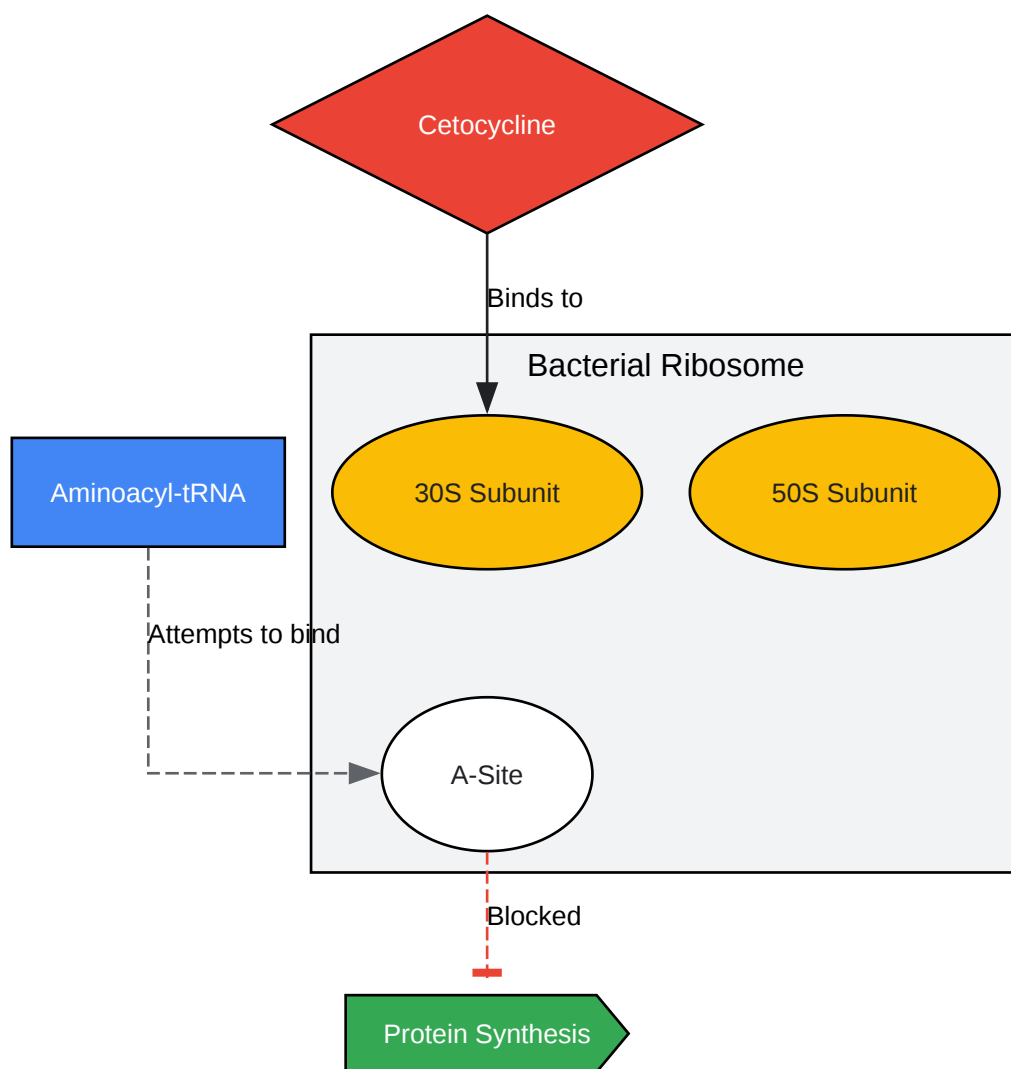 Cetocycline
Binds to
Bacterial Ribosome
Aminoacyl-tRNA
30S Subunit
50S Subunit
Attempts to bind
A-Site
Blocked
Protein Synthesis